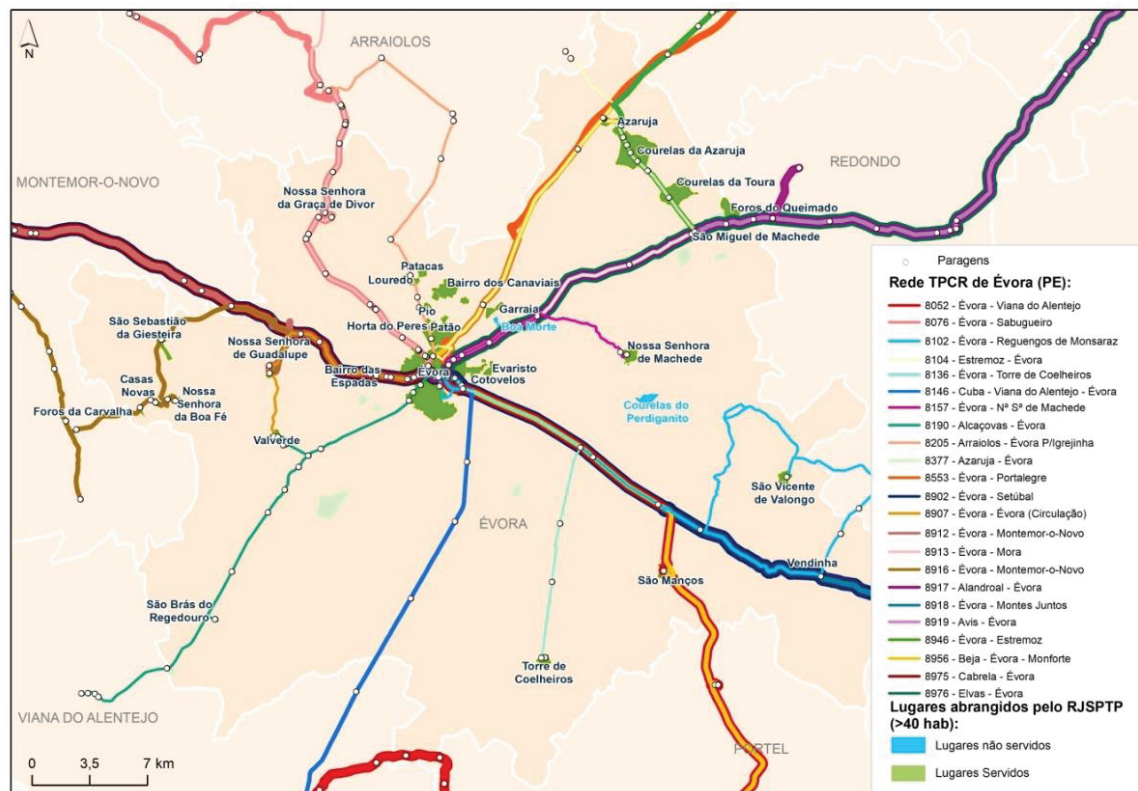 N
ARRAIOLOS
Azaruja
Courelas da Azaruja
REDONDO
MONTEMOR-O-NOVO
Courelas da Toura
Nossa Senhora
da Graça de Divor
Foros do Queimado
São Miguel de Machede
Patacas
Louredo
Bairro dos Canaviais
Pio
Garraia
São Sebastião
da Giesteira
Horta do Peres
Patão
Boa Morte
Nossa Senhora
de Guadalupe
Nossa Senhora
de Machede
Bairro das
Espadas
Évora
Evaristo
Cotovelos
Casas
Novas
Nossa
Senhora
da Boa Fé
Foros da Carvalha
Courelas do
Perdiganito
Valverde
São Vicente
de Valongo
ÉVORA
Vendinha
São Manços
São Brás do
Regedouro
Torre de
Coelheiros
VIANA DO ALENTEJO
PORTEL
0 3,5 7 km
Paragens
Rede TPCR de Évora (PE):
8052 - Évora - Viana do Alentejo
8076 - Évora - Sabugueiro
8102 - Évora - Reguengos de Monsaraz
8104 - Estremoz - Évora
8136 - Évora - Torre de Coelheiros
8146 - Cuba - Viana do Alentejo - Évora
8157 - Évora - Nª Sª de Machede
8190 - Alcaçovas - Évora
8205 - Arraiolos - Évora P/Igrejinha
8377 - Azaruja - Évora
8553 - Évora - Portalegre
8902 - Évora - Setúbal
8907 - Évora - Évora (Circulação)
8912 - Évora - Montemor-o-Novo
8913 - Évora - Mora
8916 - Évora - Montemor-o-Novo
8917 - Alandroal - Évora
8918 - Évora - Montes Juntos
8919 - Avis - Évora
8946 - Évora - Estremoz
8956 - Beja - Évora - Monforte
8975 - Cabrela - Évora
8976 - Elvas - Évora
Lugares abrangidos pelo RJSPTP
(>40 hab):
Lugares não servidos
Lugares Servidos